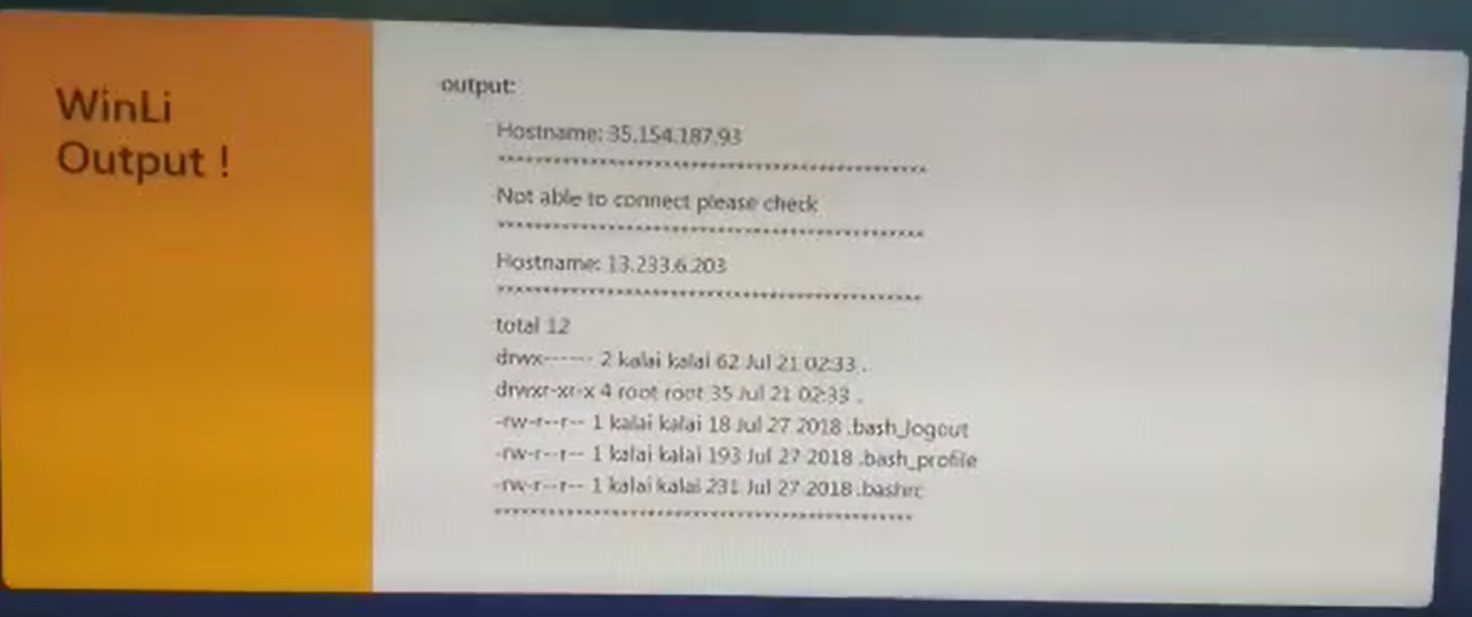 WinLi
Output !
output:
Hostname: 35.154.187.93
*******************************************
Not able to connect please check
*******************************************
Hostname: 13.233.6.203
*******************************************
total 12
drwx------ 2 kalai kalai 62 Jul 21 02:33 .
drwxr-xr-x 4 root root 35 Jul 21 02:33 .
-rw-r--r-- 1 kalai kalai 18 Jul 27 2018 .bash_logout
-rw-r--r-- 1 kalai kalai 193 Jul 27 2018 .bash_profile
-rw-r--r-- 1 kalai kalai 231 Jul 27 2018 .bashrc
*******************************************